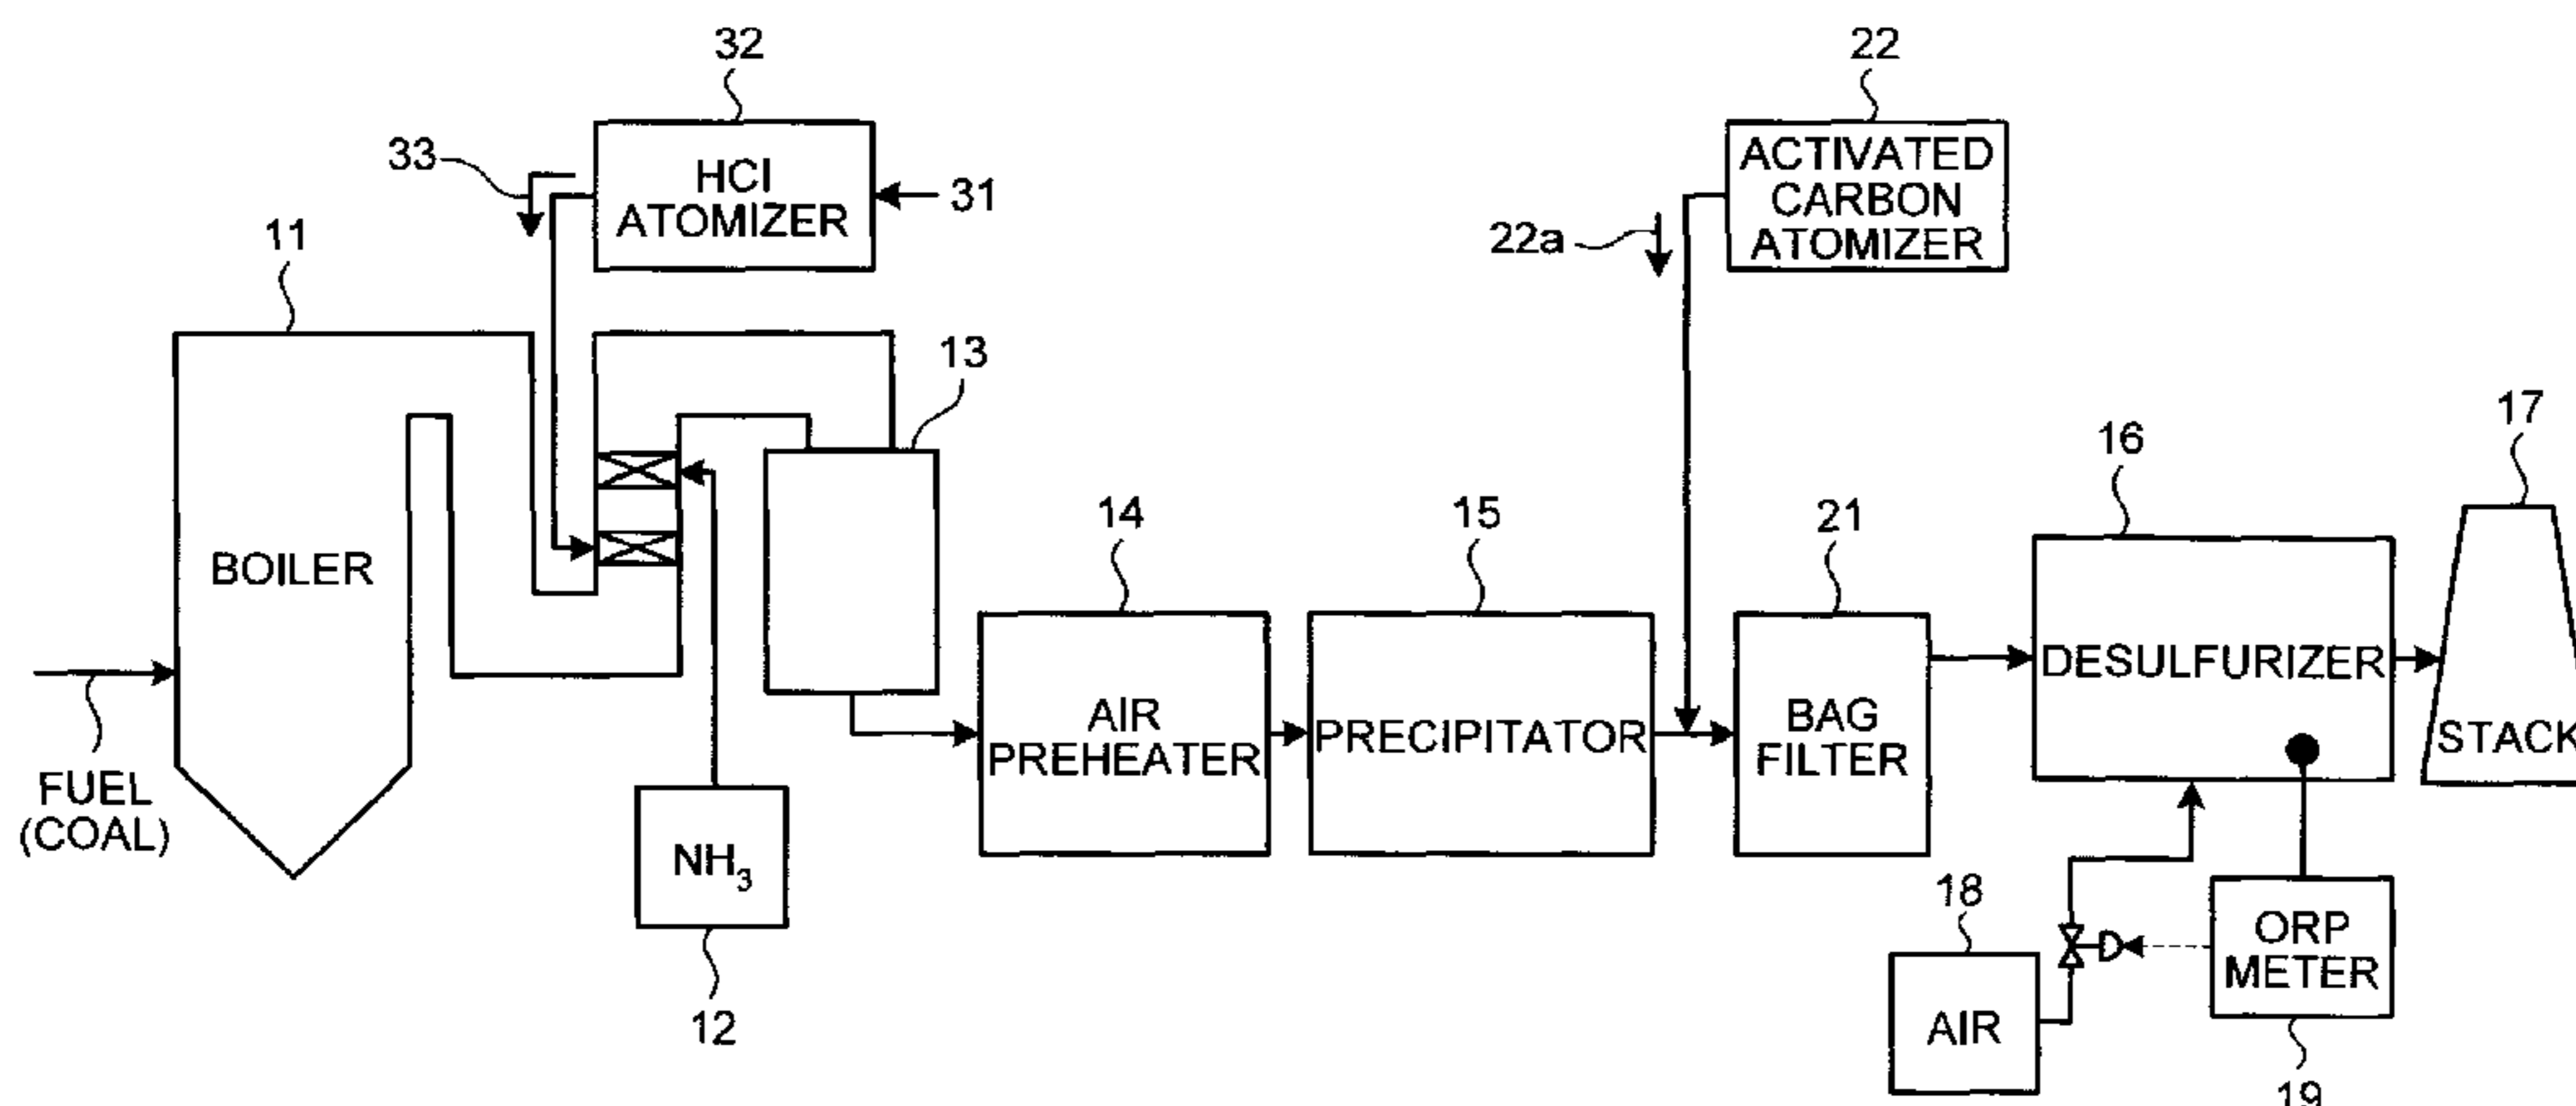 32
33
HCl
ATOMIZER
31
22
ACTIVATED
CARBON
ATOMIZER
22a
11
13
BOILER
FUEL
(COAL)
NH3
12
14
AIR
PREHEATER
15
PRECIPITATOR
21
BAG
FILTER
16
DESULFURIZER
17
STACK
18
AIR
ORP
METER
19